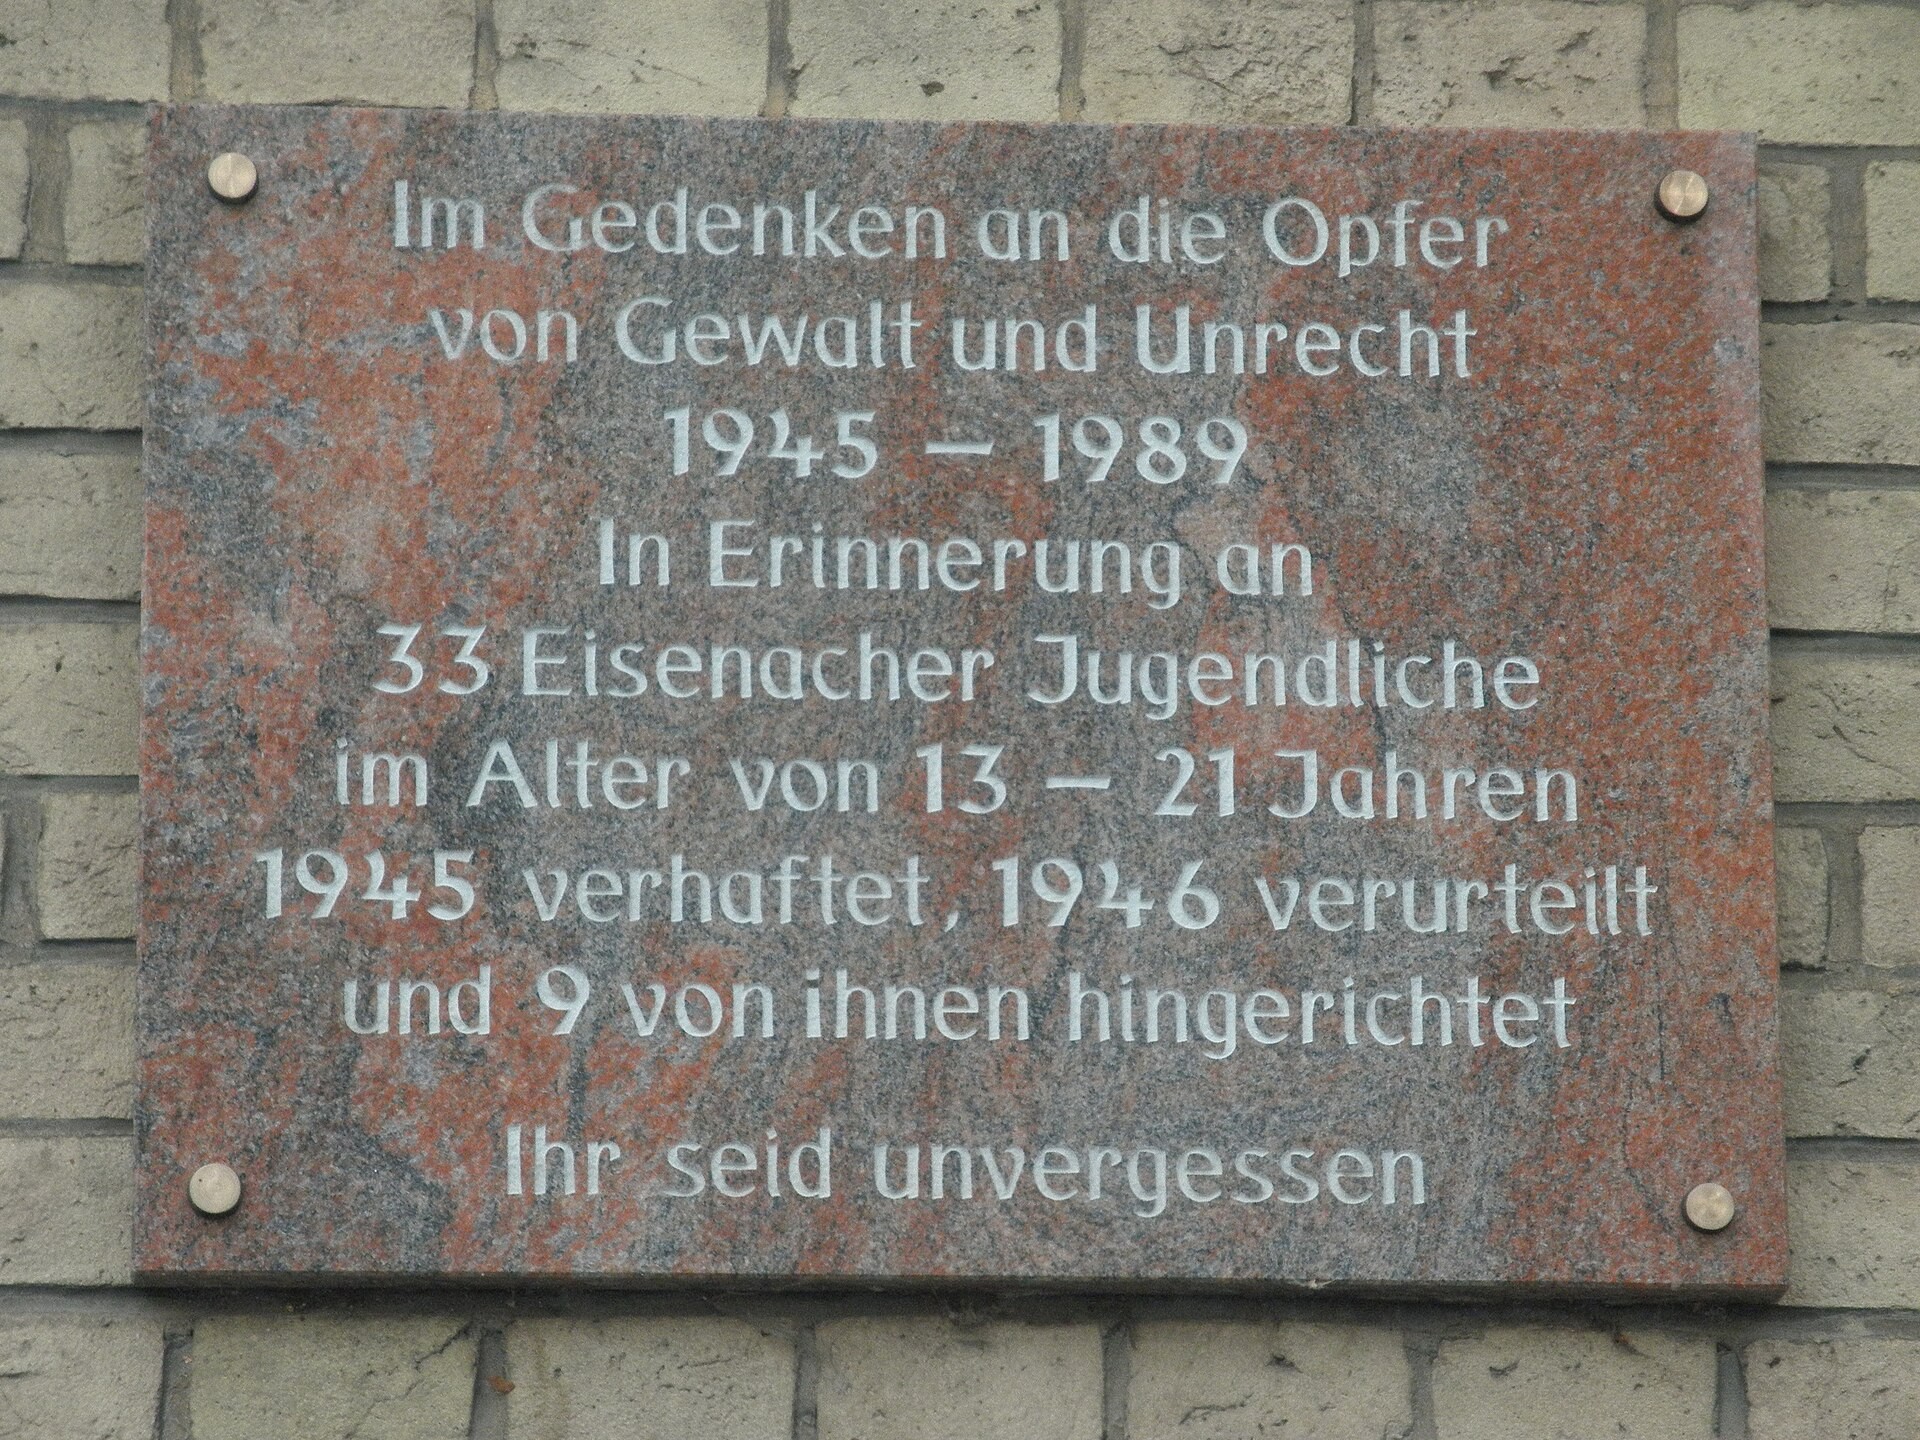 Im Gedenken an die Opfer
von Gewalt und Unrecht
1945 – 1989
In Erinnerung an
33 Eisenacher Jugendliche
im Alter von 13 – 21 Jahren
1945 verhaftet, 1946 verurteilt
und 9 von ihnen hingerichtet
Ihr seid unvergessen